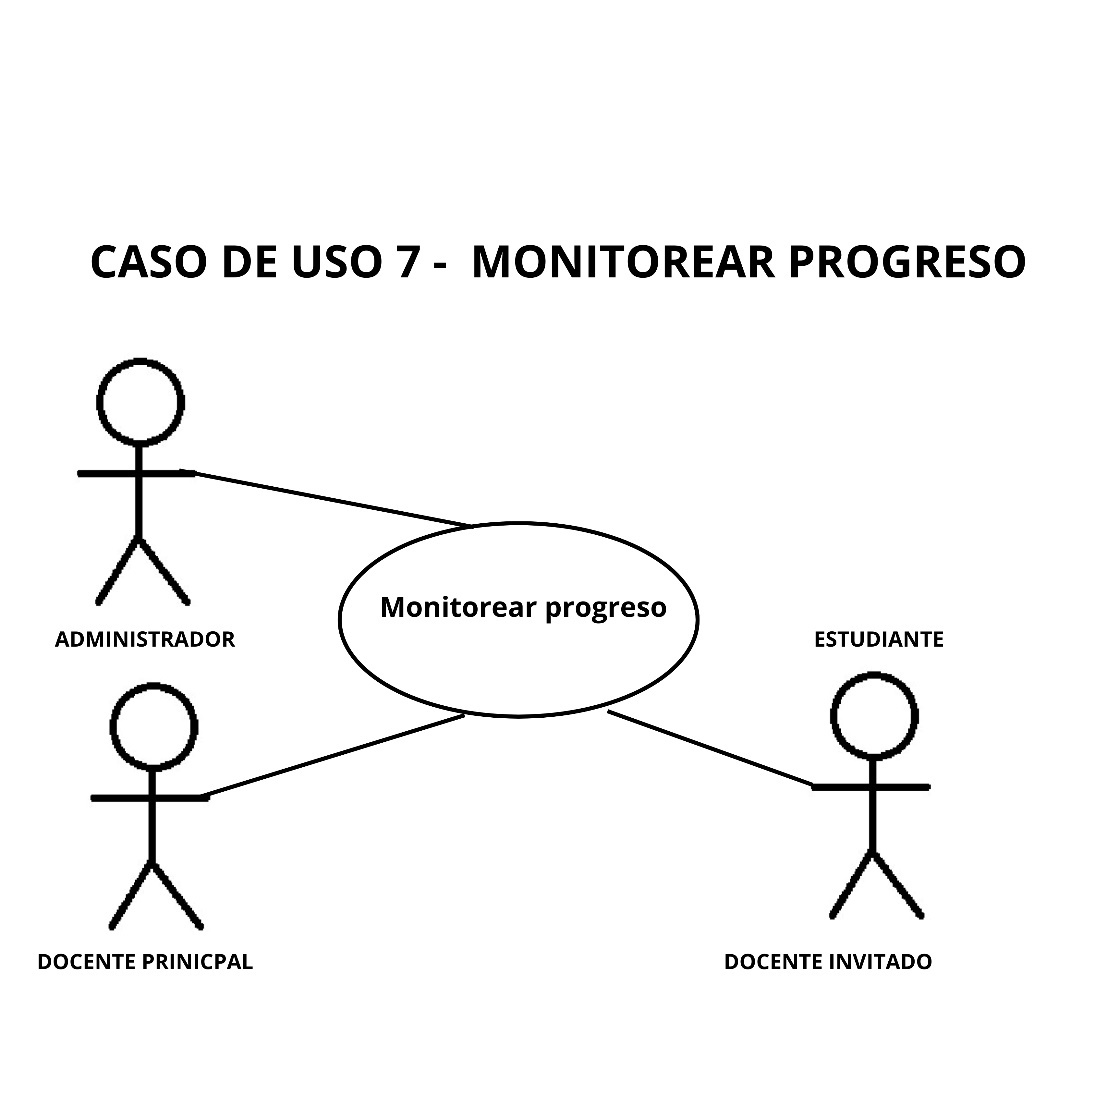 CASO DE USO 7 - MONITOREAR PROGRESO
Monitorear progreso
ADMINISTRADOR
ESTUDIANTE
DOCENTE PRINICPAL
DOCENTE INVITADO